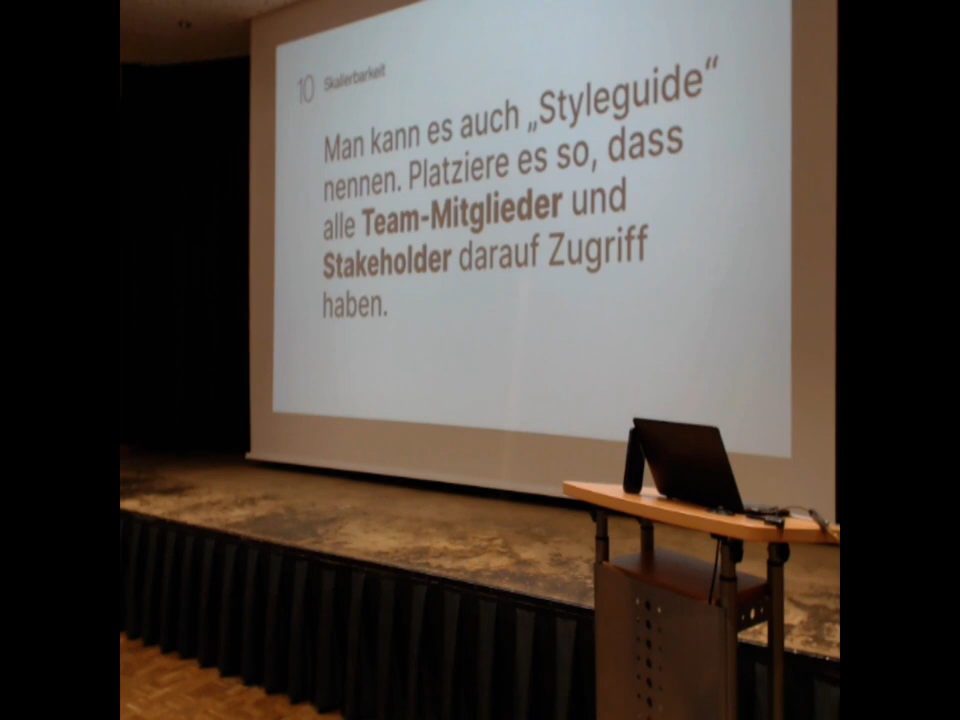 10 Skalierbarkeit
Man kann es auch „Styleguide“
nennen. Platziere es so, dass
alle Team-Mitglieder und
Stakeholder darauf Zugriff
haben.